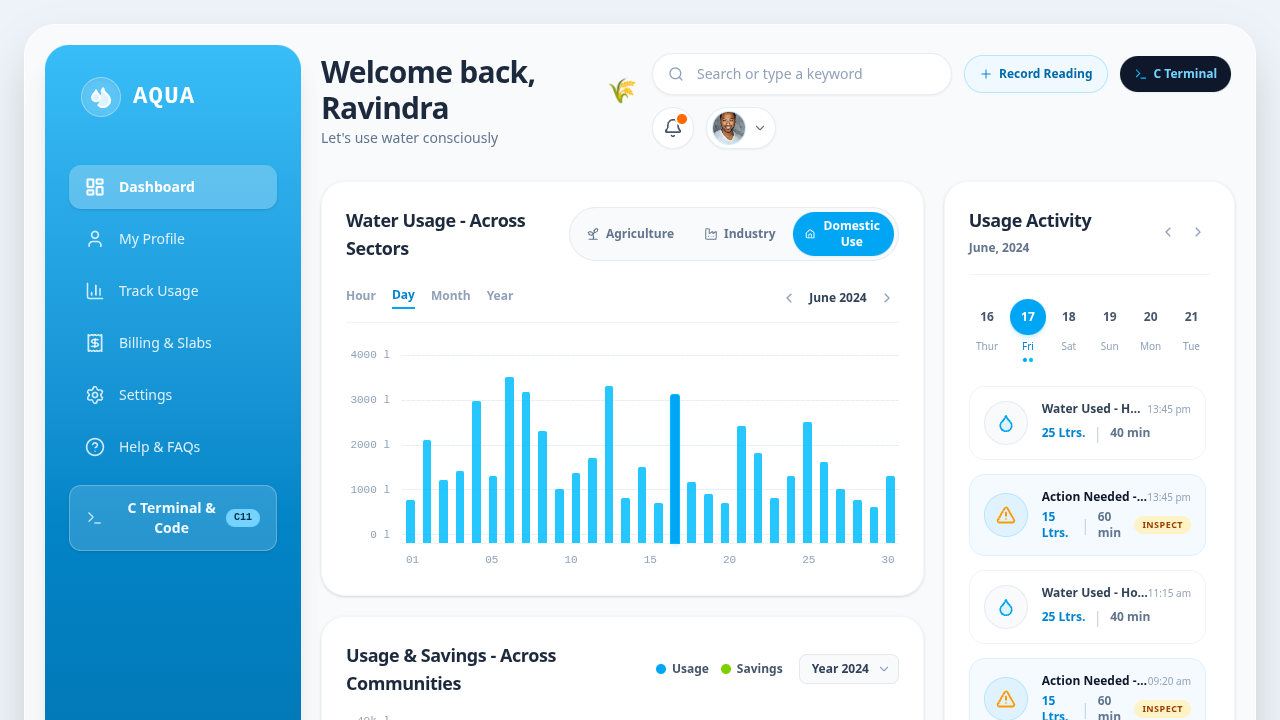 AQUA
Dashboard
My Profile
Track Usage
Billing & Slabs
Settings
Help & FAQs
C Terminal &
Code
C11
Welcome back,
Ravindra
Let's use water consciously
Search or type a keyword
Record Reading
C Terminal
Water Usage - Across
Sectors
Agriculture
Industry
Domestic
Use
Hour Day Month Year
June 2024
4000 l
3000 l
2000 l
1000 l
0 l
01 05 10 15 20 25 30
Usage & Savings - Across
Communities
Usage
Savings
Year 2024
40k l
Usage Activity
June, 2024
16 17 18 19 20 21
Thur Fri Sat Sun Mon Tue
Water Used - H... 13:45 pm
25 Ltrs. 40 min
Action Needed -... 13:45 pm
15
Ltrs.
60
min
INSPECT
Water Used - Ho... 11:15 am
25 Ltrs. 40 min
Action Needed -... 09:20 am
15
Ltrs.
60
min
INSPECT